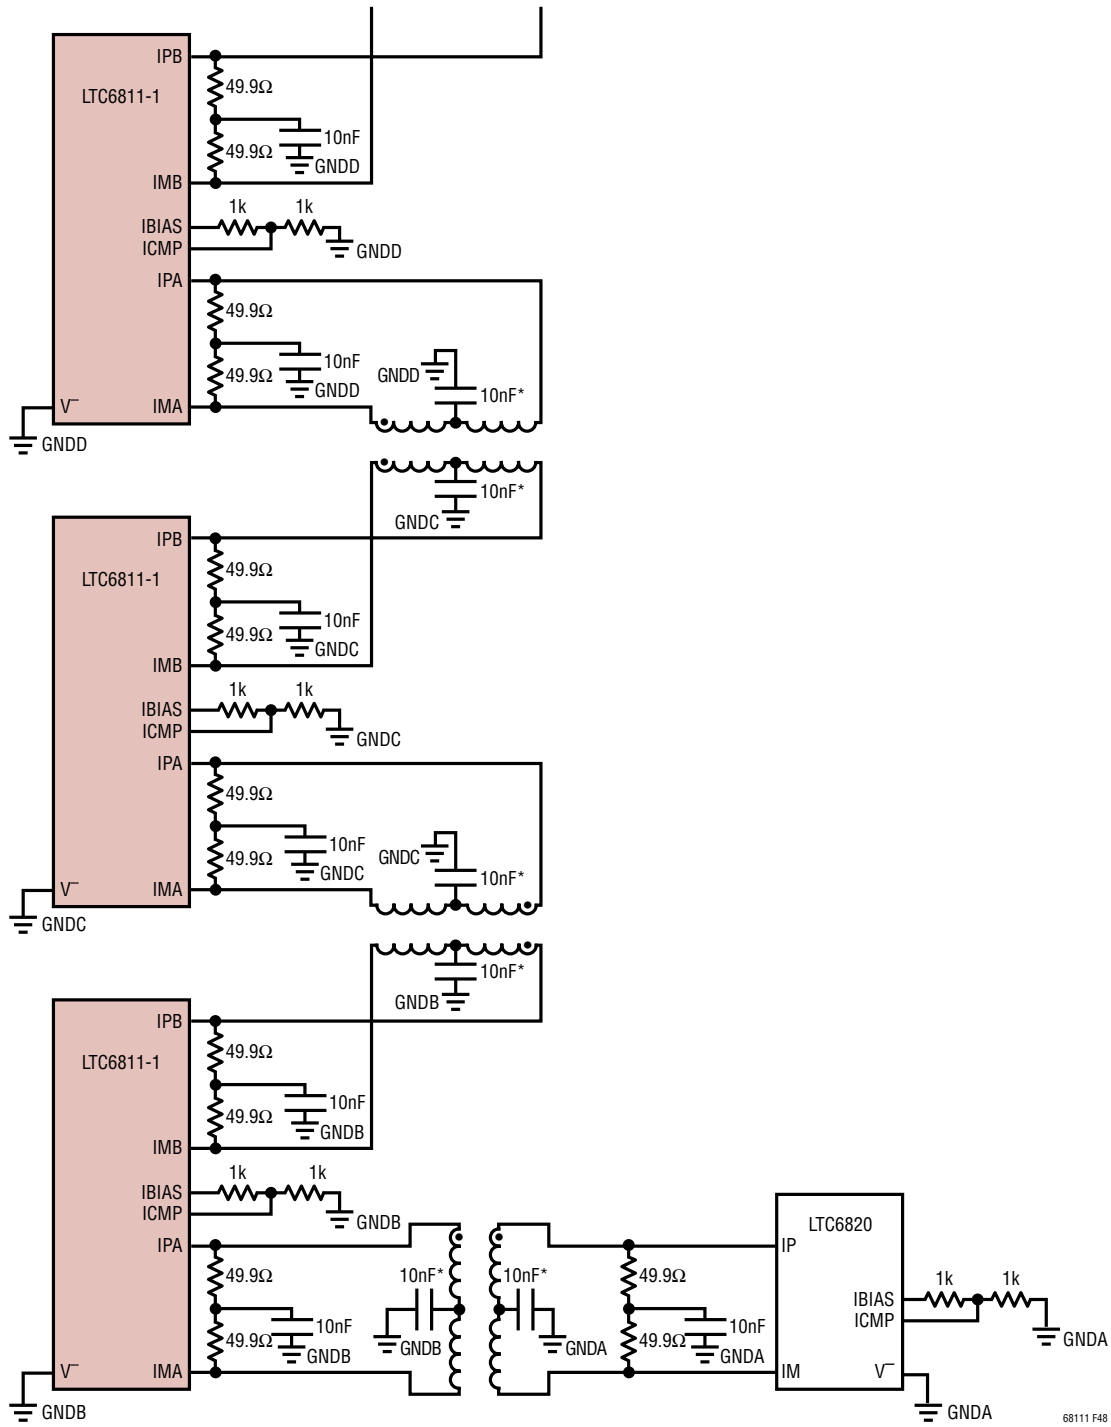 IPB
49.9Ω
LTC6811-1
10nF
49.9Ω
GNDD
IMB
1k 1k
IBIAS
ICMP
GNDD
IPA
49.9Ω
10nF
GNDD
49.9Ω
GNDD
10nF*
V– IMA
GNDD
10nF*
GNDC
IPB
49.9Ω
LTC6811-1
10nF
49.9Ω
GNDC
IMB
1k 1k
IBIAS
ICMP
GNDC
IPA
49.9Ω
10nF
49.9Ω
GNDC
GNDC
10nF*
V– IMA
GNDC
10nF*
GNDB
IPB
49.9Ω
LTC6811-1
10nF
49.9Ω
GNDB
IMB
1k 1k
IBIAS
ICMP
GNDB
LTC6820
IPA
IP
49.9Ω
10nF* 10nF*
49.9Ω
1k 1k
IBIAS
ICMP
10nF
10nF
49.9Ω
GNDB
GNDB
GNDA
49.9Ω
GNDA
GNDA
V– IMA
IM V–
GNDB
GNDA
68111 F48